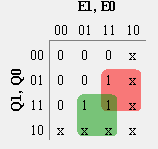 E1, E0
00 01 11 10
Q1, Q0
00 0 0 0 x
01 0 0 1 x
11 0 1 1 x
10 x x x x